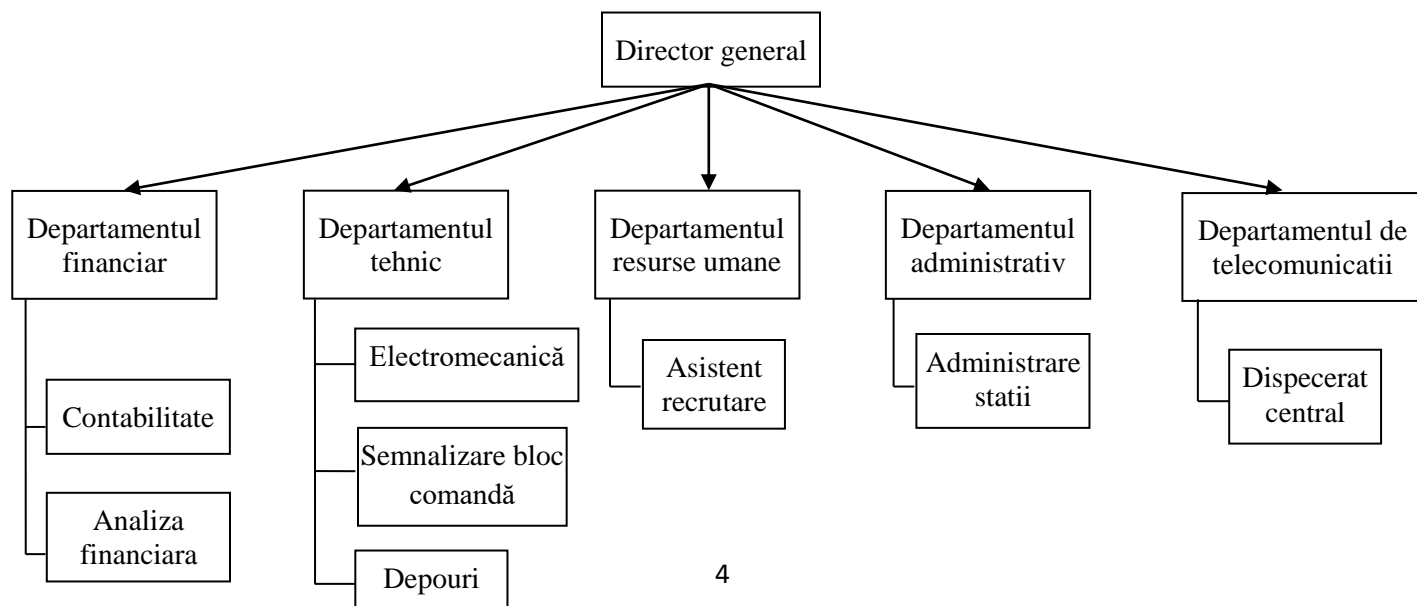 Director general
Departamentul
financiar
Departamentul
tehnic
Departamentul
resurse umane
Departamentul
administrativ
Departamentul de
telecomunicatii
Contabilitate
Analiza
financiara
Electromecanică
Semnalizare bloc
comandă
Depouri
Asistent
recrutare
Administrare
statii
Dispecerat
central
4